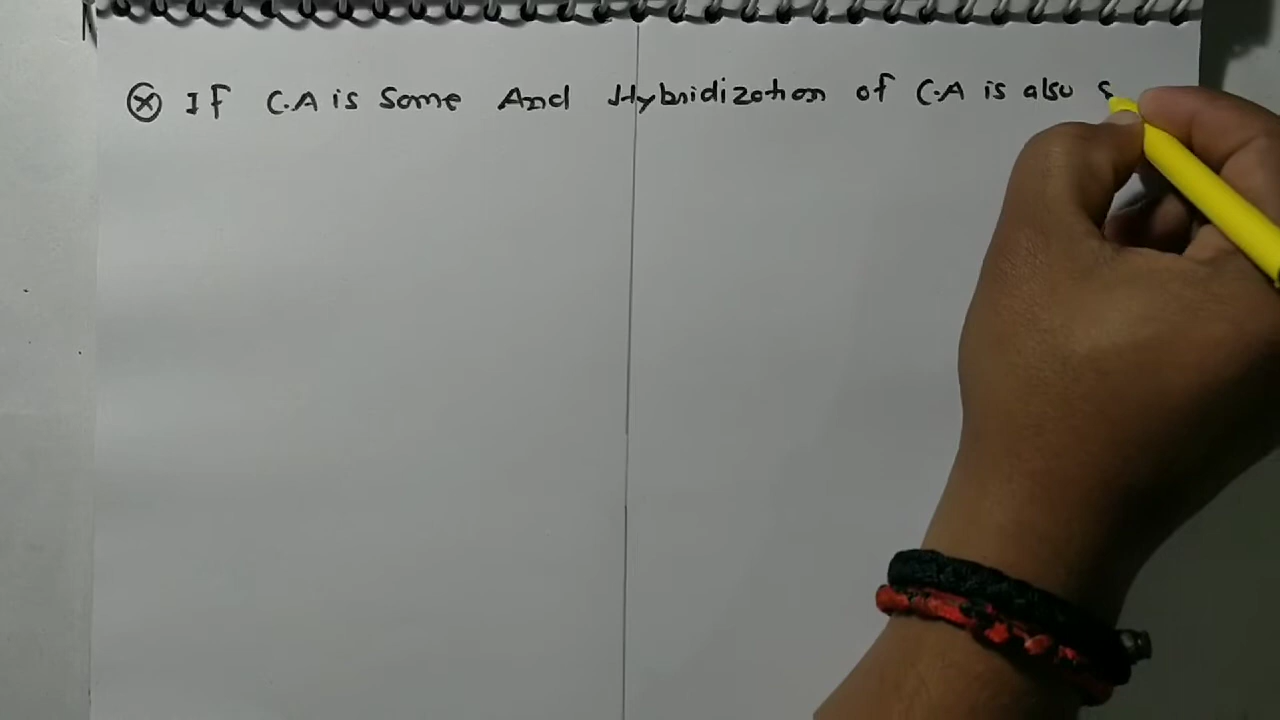 ⓧ If C.A is Same And Hybridization of C.A is also s